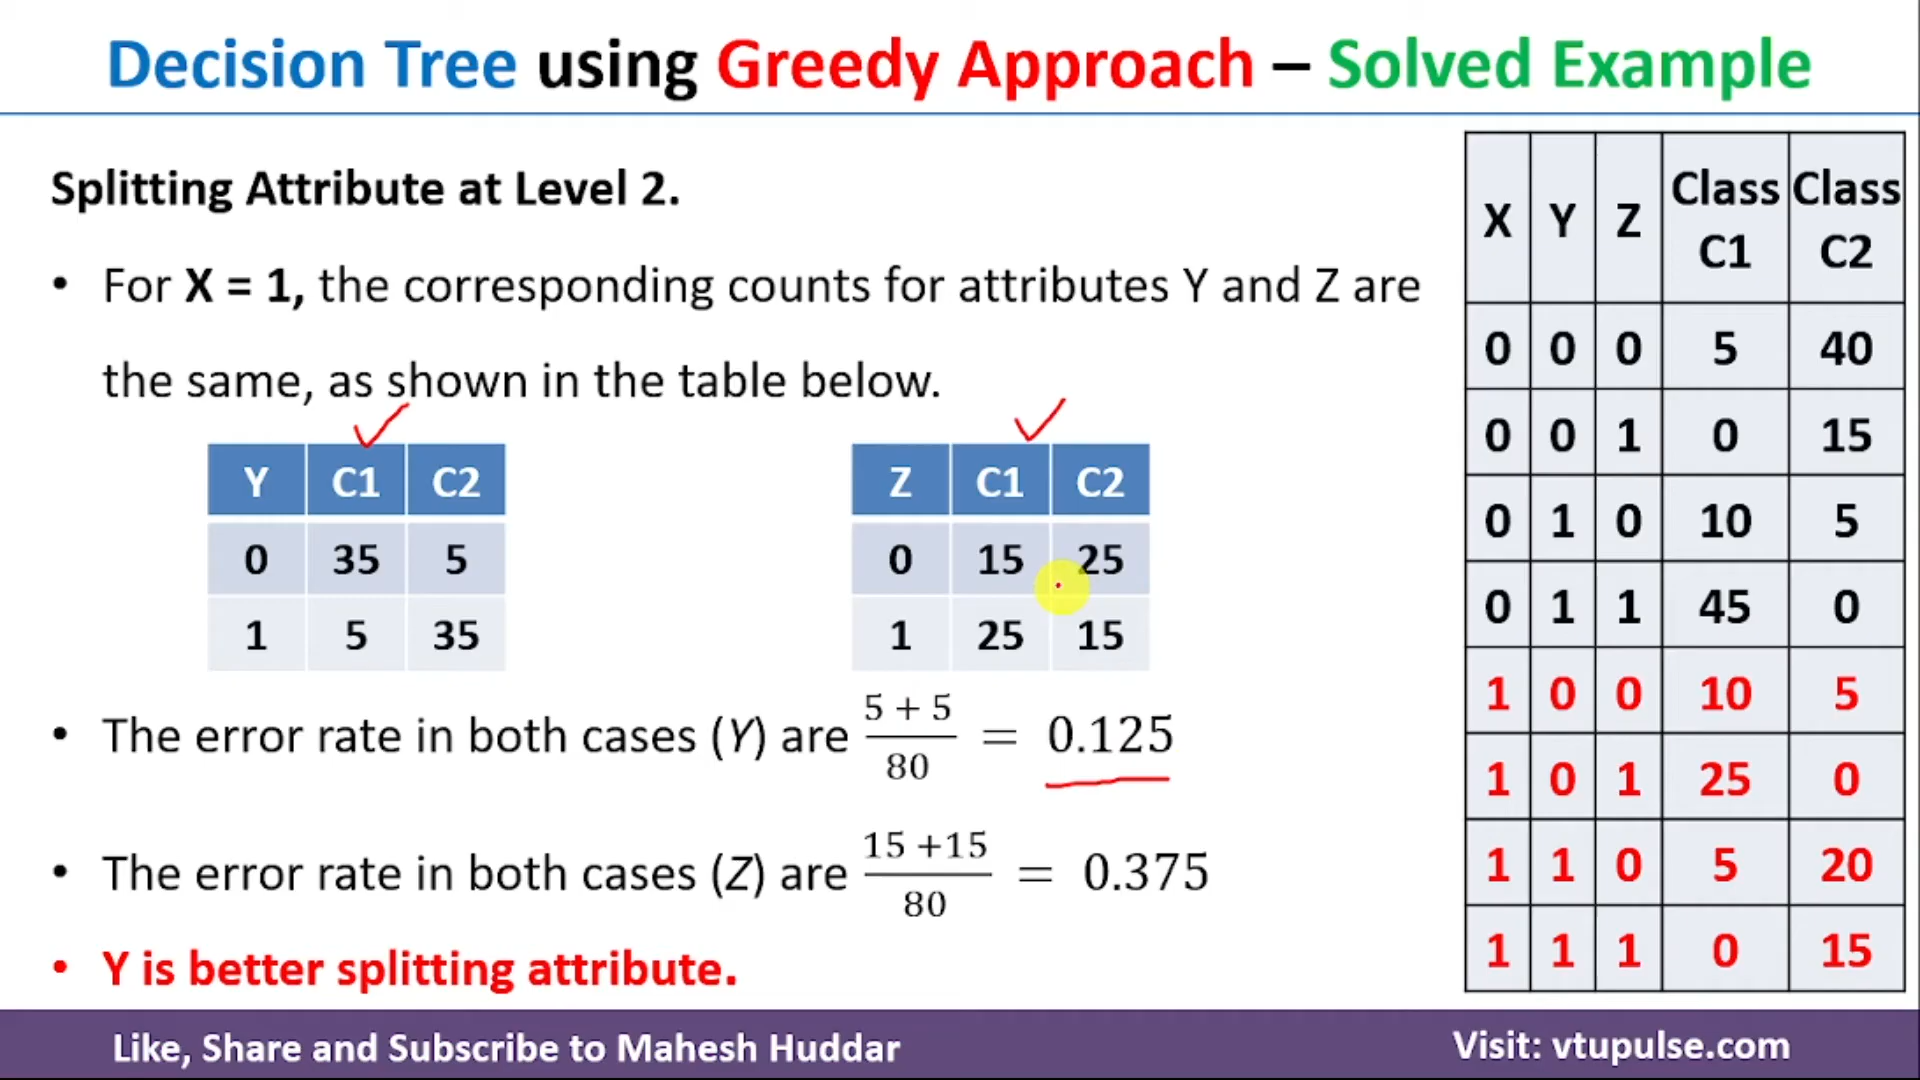 Decision Tree using Greedy Approach – Solved Example
Splitting Attribute at Level 2.
• For X = 1, the corresponding counts for attributes Y and Z are
the same, as shown in the table below.
Y C1 C2
0 35 5
1 5 35
Z C1 C2
0 15 25
1 25 15
• The error rate in both cases (Y) are (5 + 5)/80 = 0.125
• The error rate in both cases (Z) are (15 +15)/80 = 0.375
• Y is better splitting attribute.
X Y Z Class C1 Class C2
0 0 0 5 40
0 0 1 0 15
0 1 0 10 5
0 1 1 45 0
1 0 0 10 5
1 0 1 25 0
1 1 0 5 20
1 1 1 0 15
Like, Share and Subscribe to Mahesh Huddar
Visit: vtupulse.com